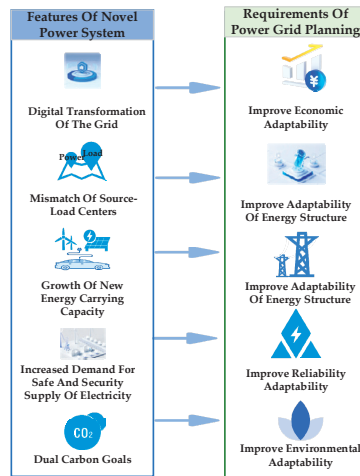 Features Of Novel
Power System
Requirements Of
Power Grid Planning
Digital Transformation
Of The Grid
¥
Improve Economic
Adaptability
Power
Load
Mismatch Of Source-
Load Centers
Improve Adaptability
Of Energy Structure
Growth Of New
Energy Carrying
Capacity
Improve Adaptability
Of Energy Structure
Increased Demand For
Safe And Security
Supply Of Electricity
Improve Reliability
Adaptability
CO2
Dual Carbon Goals
Improve Environmental
Adaptability